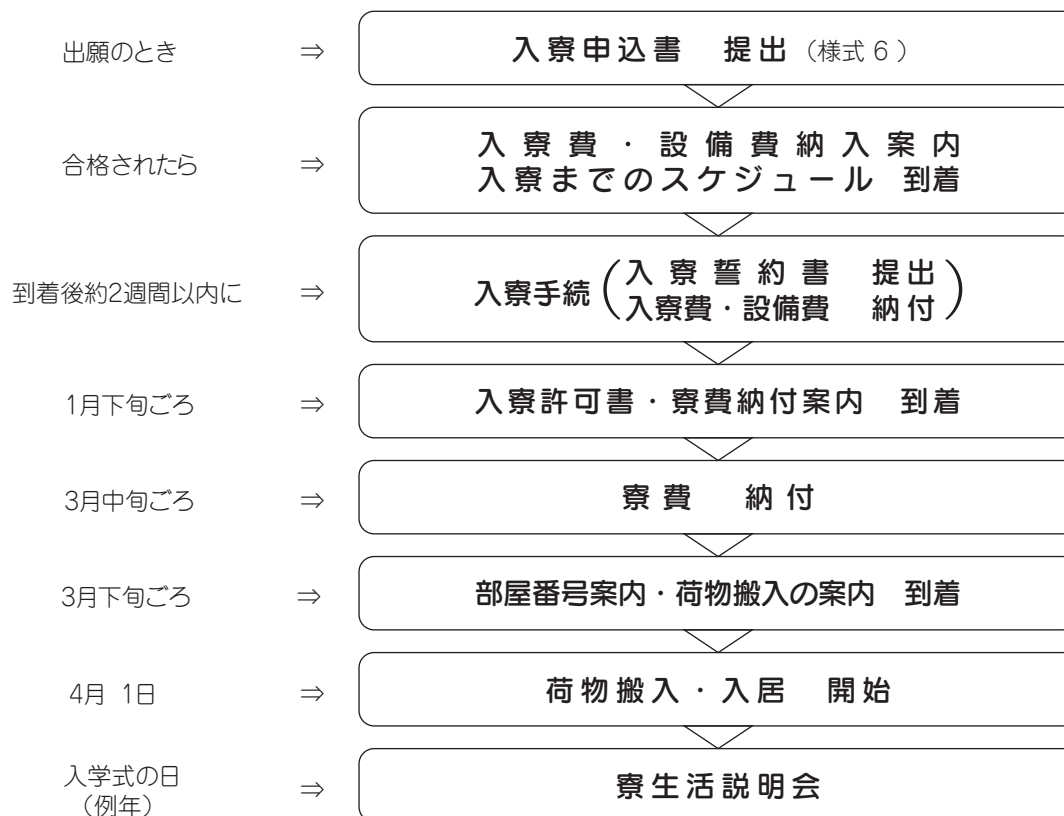 出願のとき ⇒ 入寮申込書 提出（様式６）
合格されたら ⇒ 入寮費・設備費納入案内
入寮までのスケジュール 到着
到着後約2週間以内に ⇒ 入寮手続（入寮誓約書 提出
入寮費・設備費 納付）
1月下旬ごろ ⇒ 入寮許可書・寮費納付案内 到着
3月中旬ごろ ⇒ 寮費 納付
3月下旬ごろ ⇒ 部屋番号案内・荷物搬入の案内 到着
4月 1日 ⇒ 荷物搬入・入居 開始
入学式の日
（例年） ⇒ 寮生活説明会